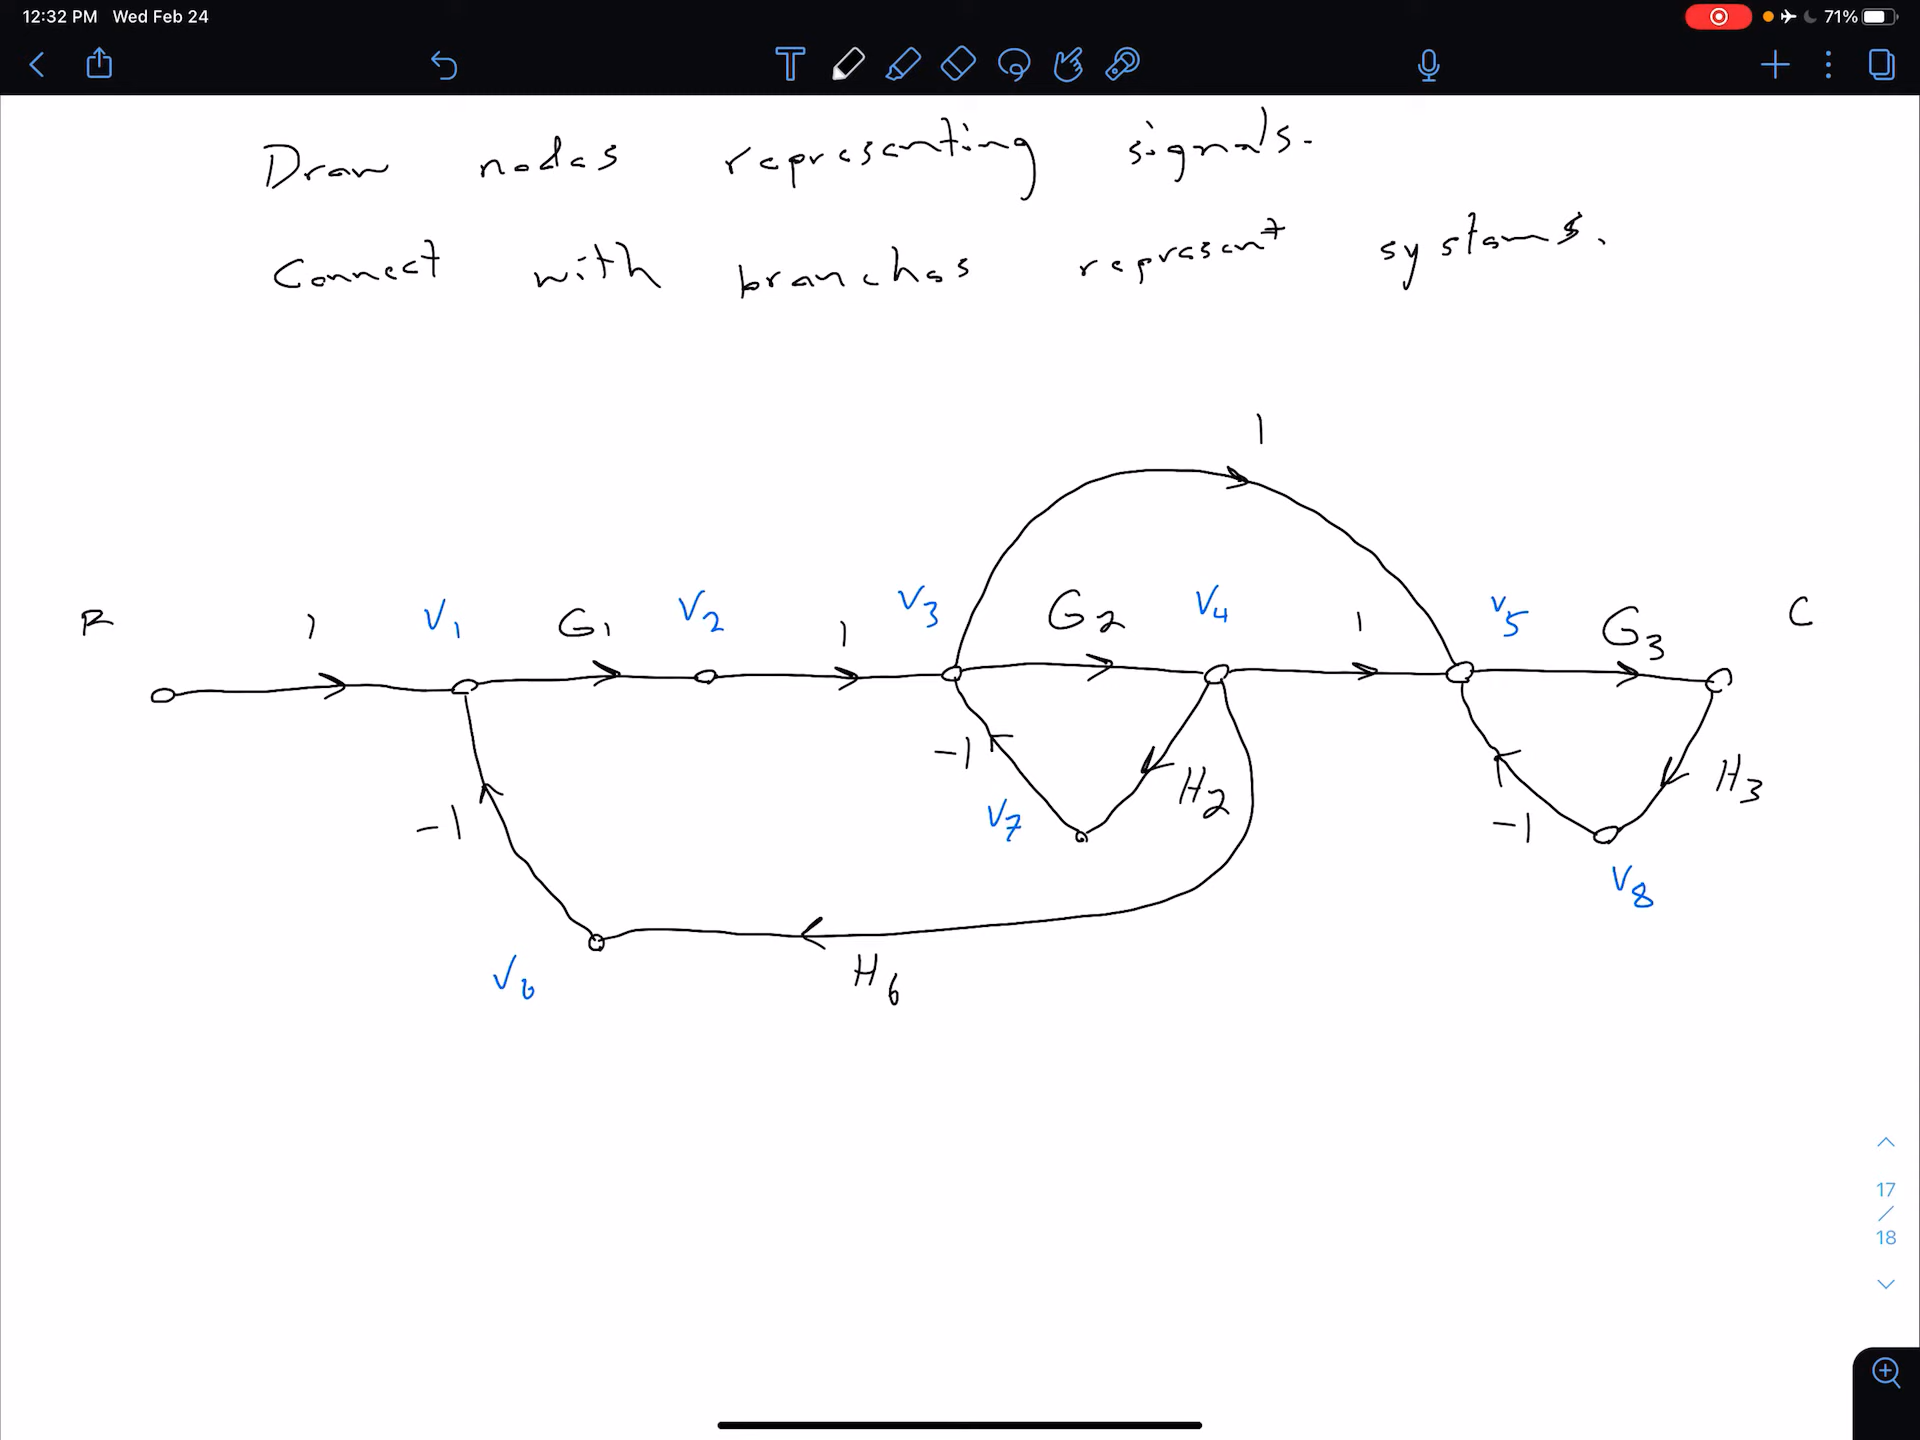 12:32 PM Wed Feb 24
71%
T
Draw nodes representing signals.
Connect with branches represent systems.
1
R 1 V1 G1 V2 1 V3 G2 V4 1 V5 G3 C
-1 H2 H3
-1 V7 -1
V8
V6 H6
17
/
18